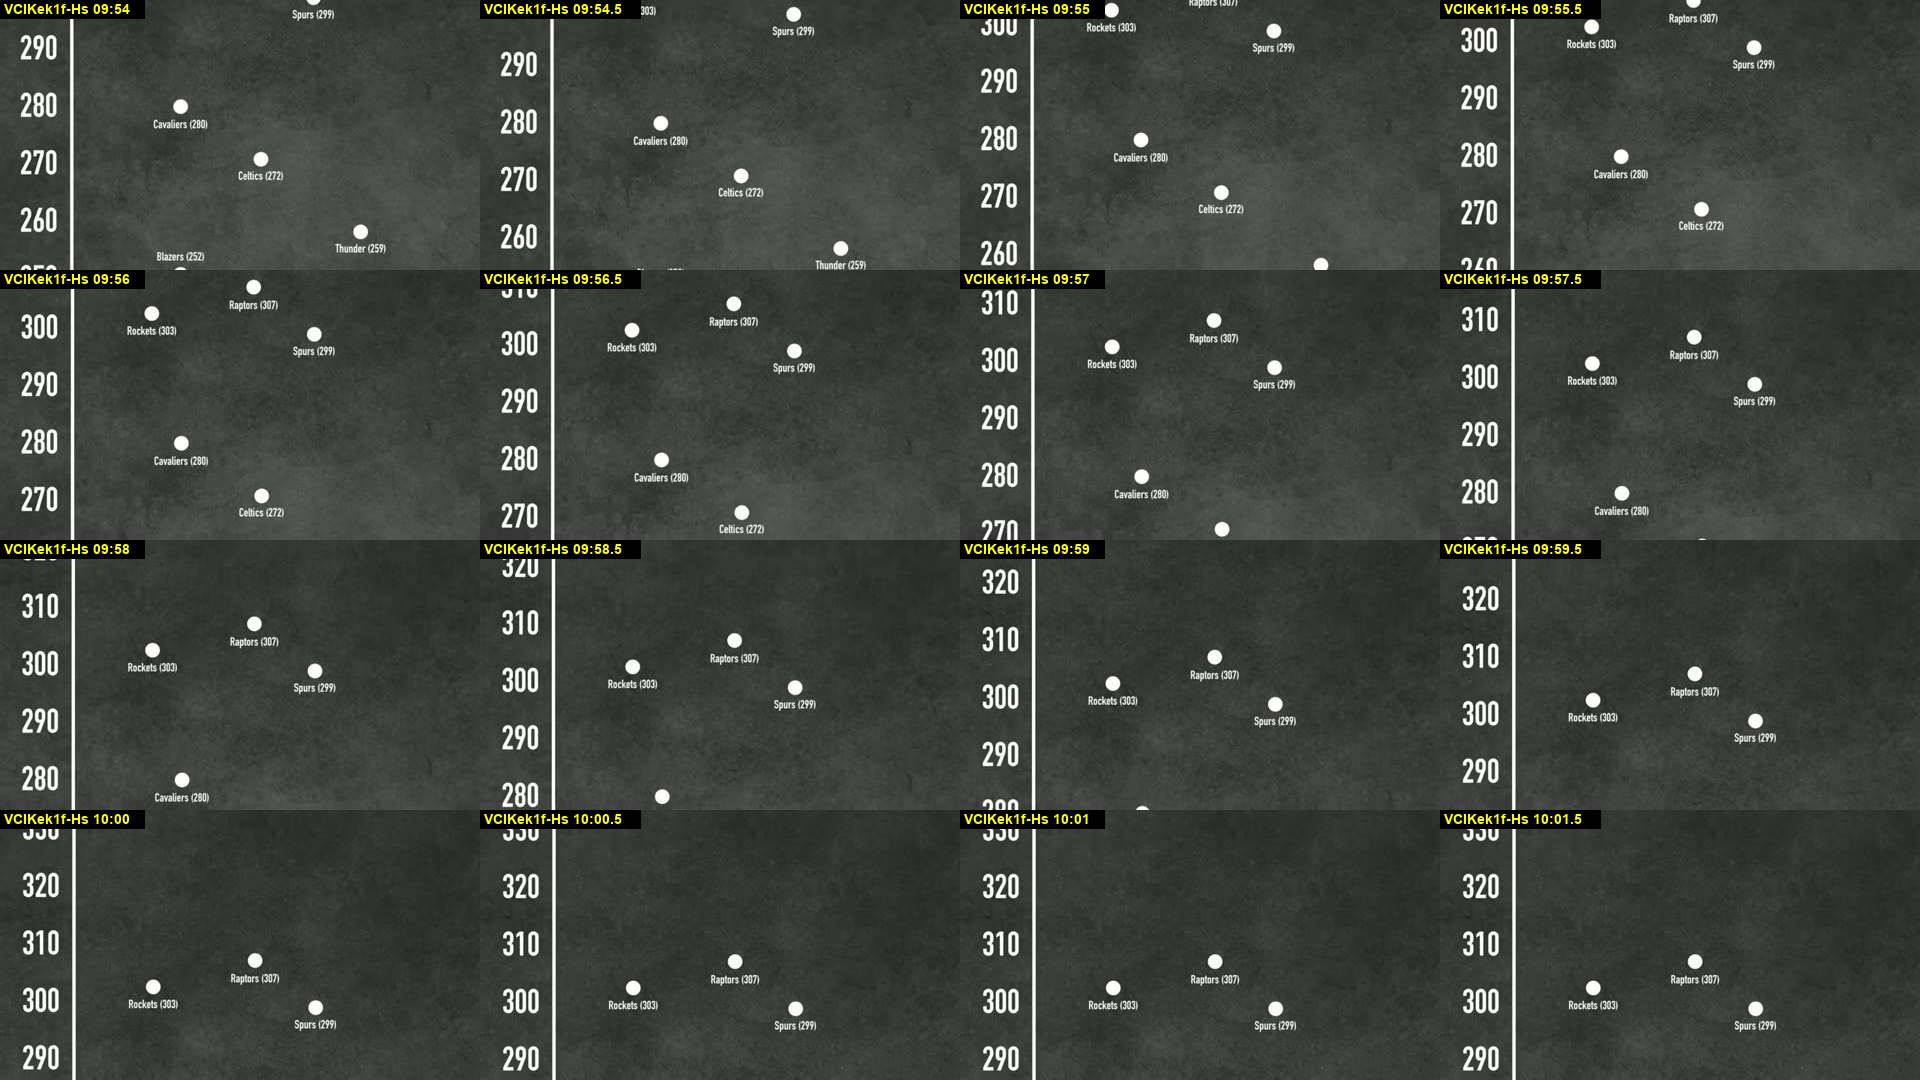 VCIKek1f-Hs 09:54
Spurs (299)
290
280
Cavaliers (280)
270
Celtics (272)
260
Thunder (259)
Blazers (252)
VCIKek1f-Hs 09:54.5
Spurs (299)
290
280
Cavaliers (280)
270
Celtics (272)
260
Thunder (259)
VCIKek1f-Hs 09:55
Raptors (307)
300
Rockets (303)
Spurs (299)
290
280
Cavaliers (280)
270
Celtics (272)
260
VCIKek1f-Hs 09:55.5
Raptors (307)
300
Rockets (303)
Spurs (299)
290
280
Cavaliers (280)
270
Celtics (272)
260
VCIKek1f-Hs 09:56
Raptors (307)
300
Rockets (303)
Spurs (299)
290
280
Cavaliers (280)
270
Celtics (272)
VCIKek1f-Hs 09:56.5
310
Raptors (307)
300
Rockets (303)
Spurs (299)
290
280
Cavaliers (280)
270
Celtics (272)
VCIKek1f-Hs 09:57
310
Raptors (307)
300
Rockets (303)
Spurs (299)
290
280
Cavaliers (280)
270
VCIKek1f-Hs 09:57.5
310
Raptors (307)
300
Rockets (303)
Spurs (299)
290
280
Cavaliers (280)
VCIKek1f-Hs 09:58
310
Raptors (307)
300
Rockets (303)
Spurs (299)
290
280
Cavaliers (280)
VCIKek1f-Hs 09:58.5
320
310
Raptors (307)
300
Rockets (303)
Spurs (299)
290
280
VCIKek1f-Hs 09:59
320
310
Raptors (307)
300
Rockets (303)
Spurs (299)
290
280
VCIKek1f-Hs 09:59.5
320
310
Raptors (307)
300
Rockets (303)
Spurs (299)
290
VCIKek1f-Hs 10:00
330
320
310
Raptors (307)
300
Rockets (303)
Spurs (299)
290
VCIKek1f-Hs 10:00.5
330
320
310
Raptors (307)
300
Rockets (303)
Spurs (299)
290
VCIKek1f-Hs 10:01
330
320
310
Raptors (307)
300
Rockets (303)
Spurs (299)
290
VCIKek1f-Hs 10:01.5
330
320
310
Raptors (307)
300
Rockets (303)
Spurs (299)
290